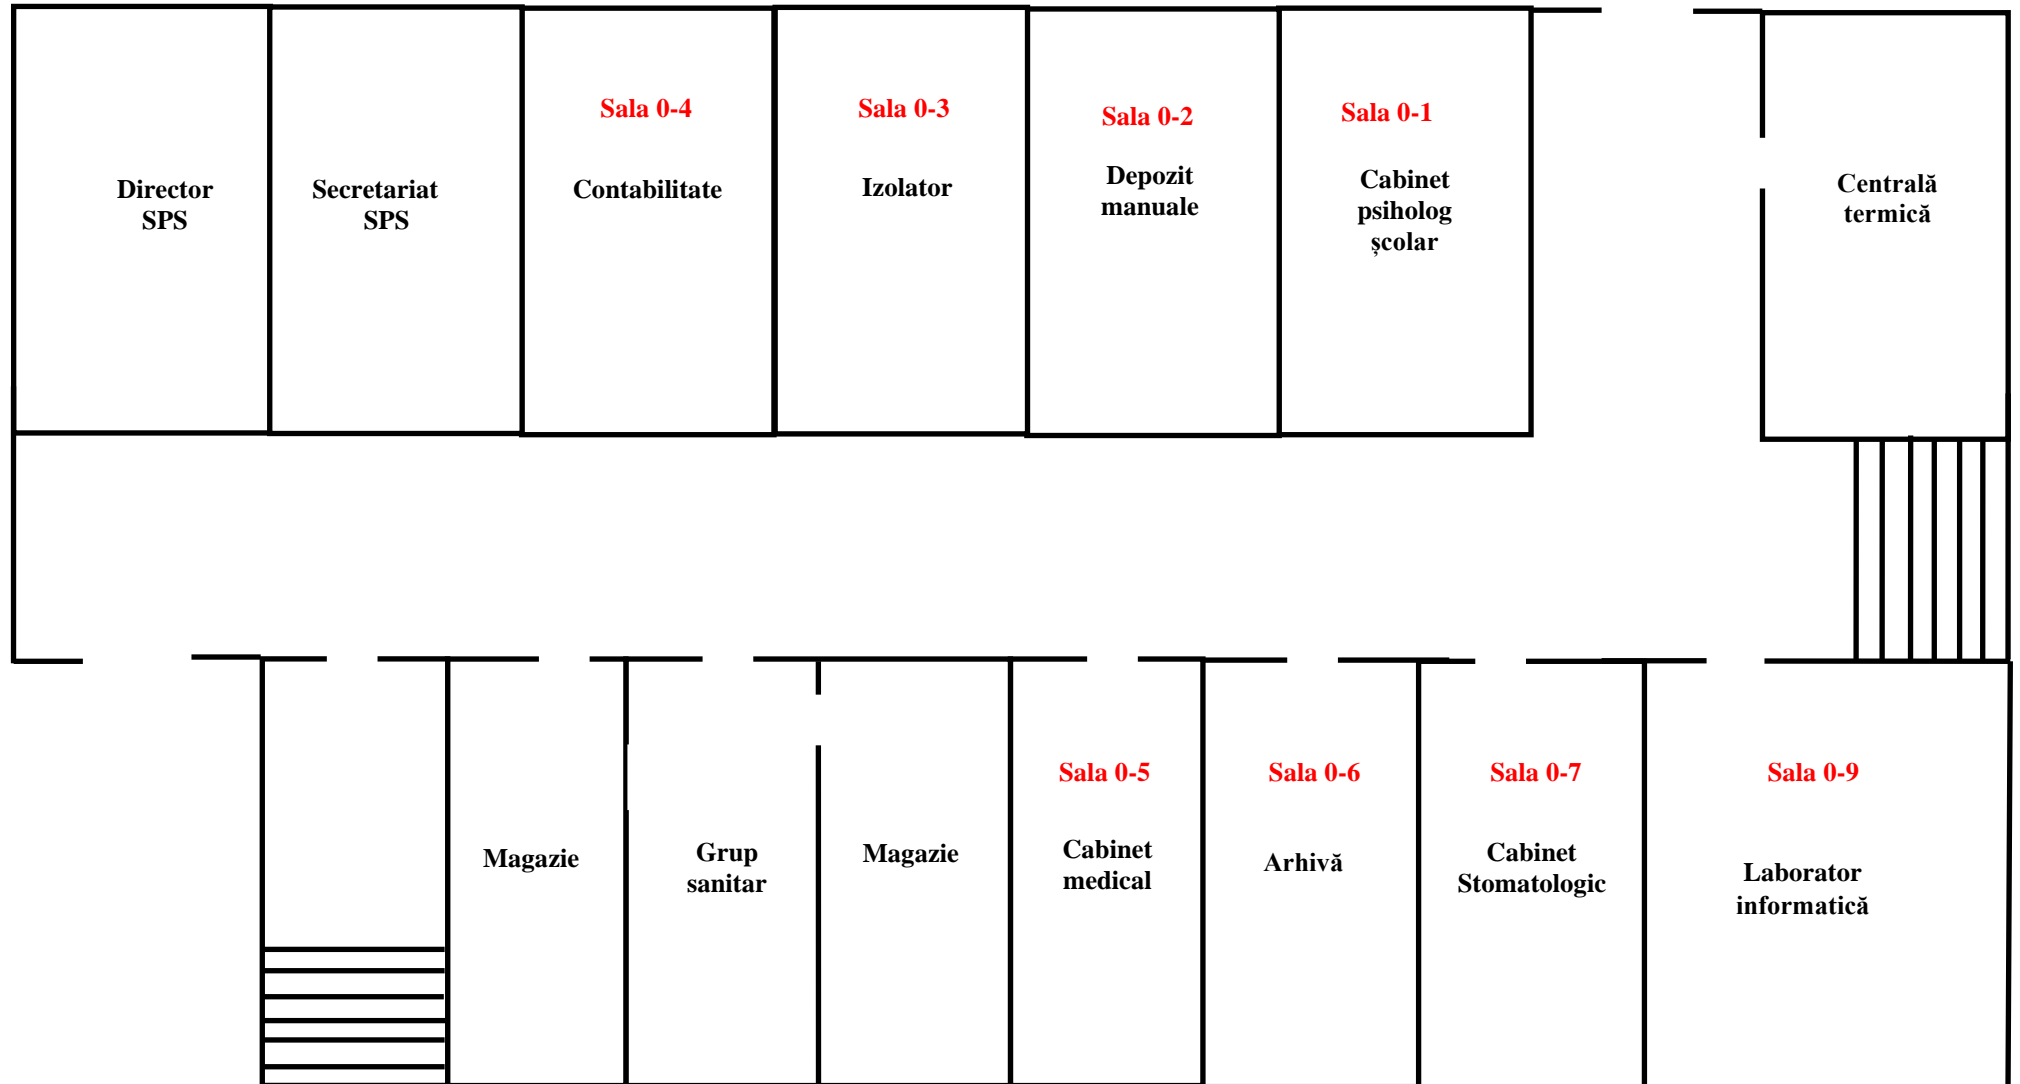 Director
SPS
Secretariat
SPS
Sala 0-4
Contabilitate
Sala 0-3
Izolator
Sala 0-2
Depozit
manuale
Sala 0-1
Cabinet
psiholog
școlar
Centrală
termică
Magazie
Grup
sanitar
Magazie
Sala 0-5
Cabinet
medical
Sala 0-6
Arhivă
Sala 0-7
Cabinet
Stomatologic
Sala 0-9
Laborator
informatică